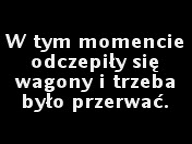 W tym momencie
odczepiły się
wagony i trzeba
było przerwać.